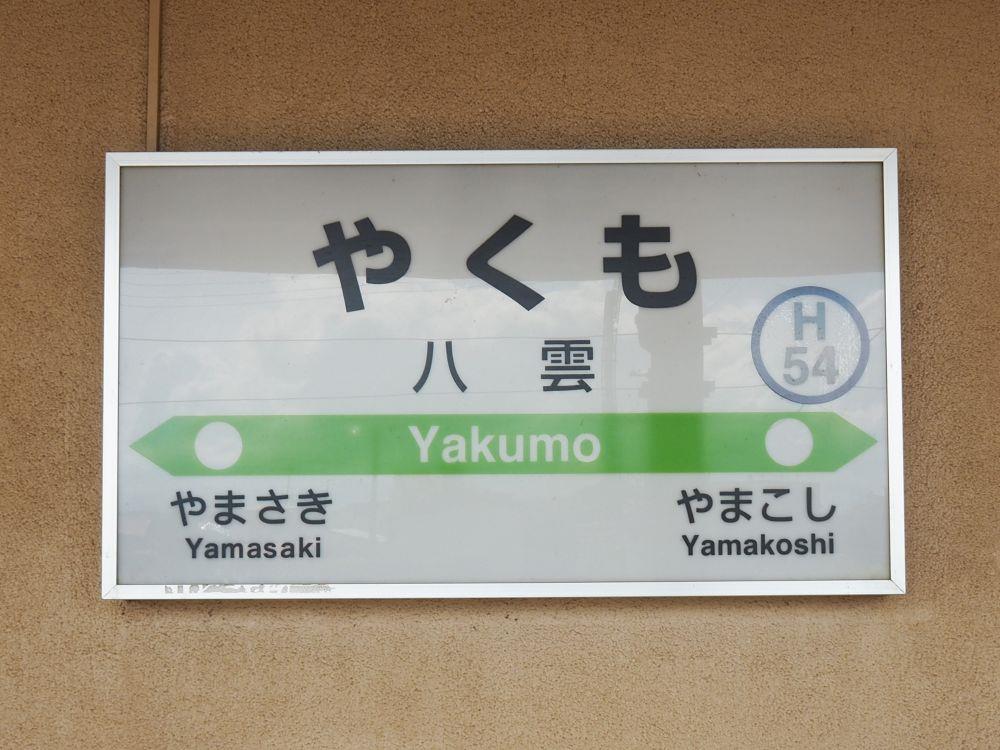 やくも
八雲
H
54
Yakumo
やまさき
Yamasaki
やまこし
Yamakoshi